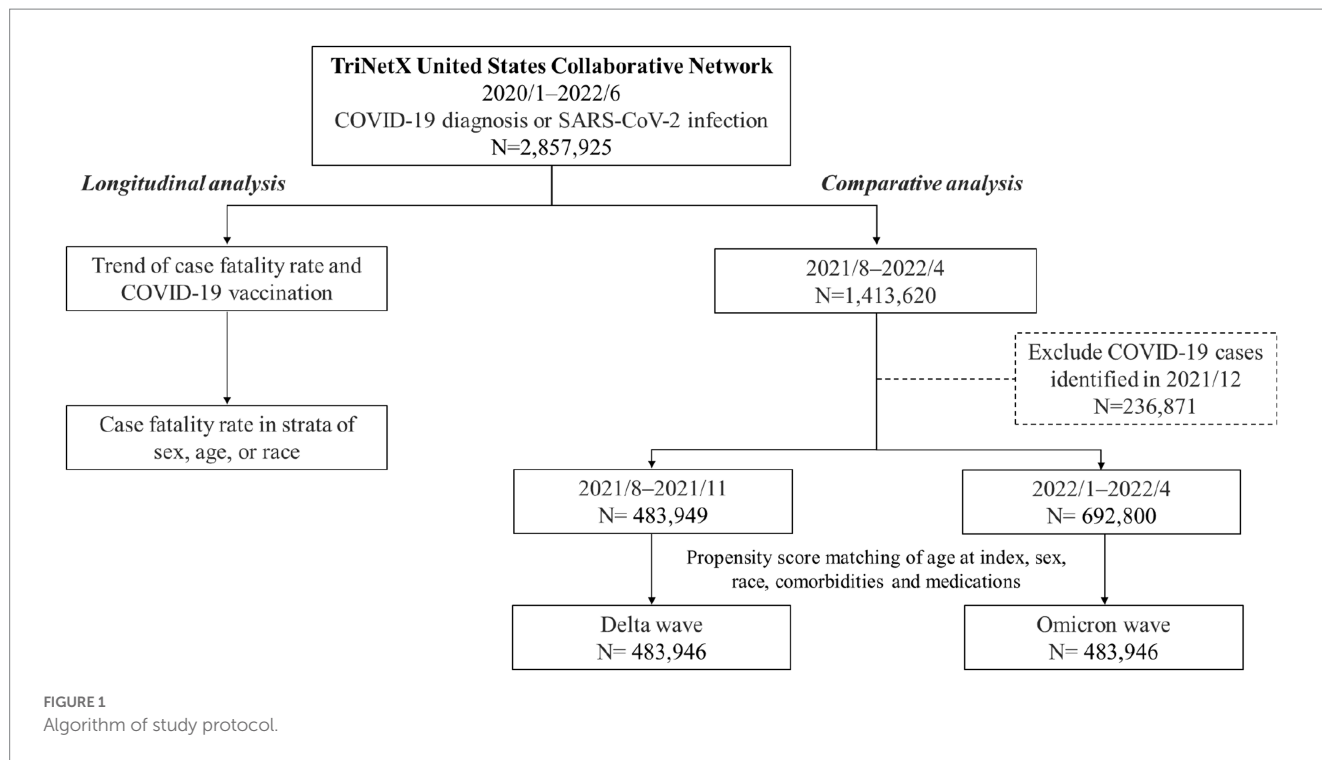 TriNetX United States Collaborative Network
2020/1–2022/6
COVID-19 diagnosis or SARS-CoV-2 infection
N=2,857,925
Longitudinal analysis
Comparative analysis
Trend of case fatality rate and
COVID-19 vaccination
2021/8–2022/4
N=1,413,620
Exclude COVID-19 cases
identified in 2021/12
N=236,871
Case fatality rate in strata of
sex, age, or race
2021/8–2021/11
N= 483,949
2022/1–2022/4
N= 692,800
Propensity score matching of age at index, sex,
race, comorbidities and medications
Delta wave
N= 483,946
Omicron wave
N= 483,946
FIGURE 1
Algorithm of study protocol.